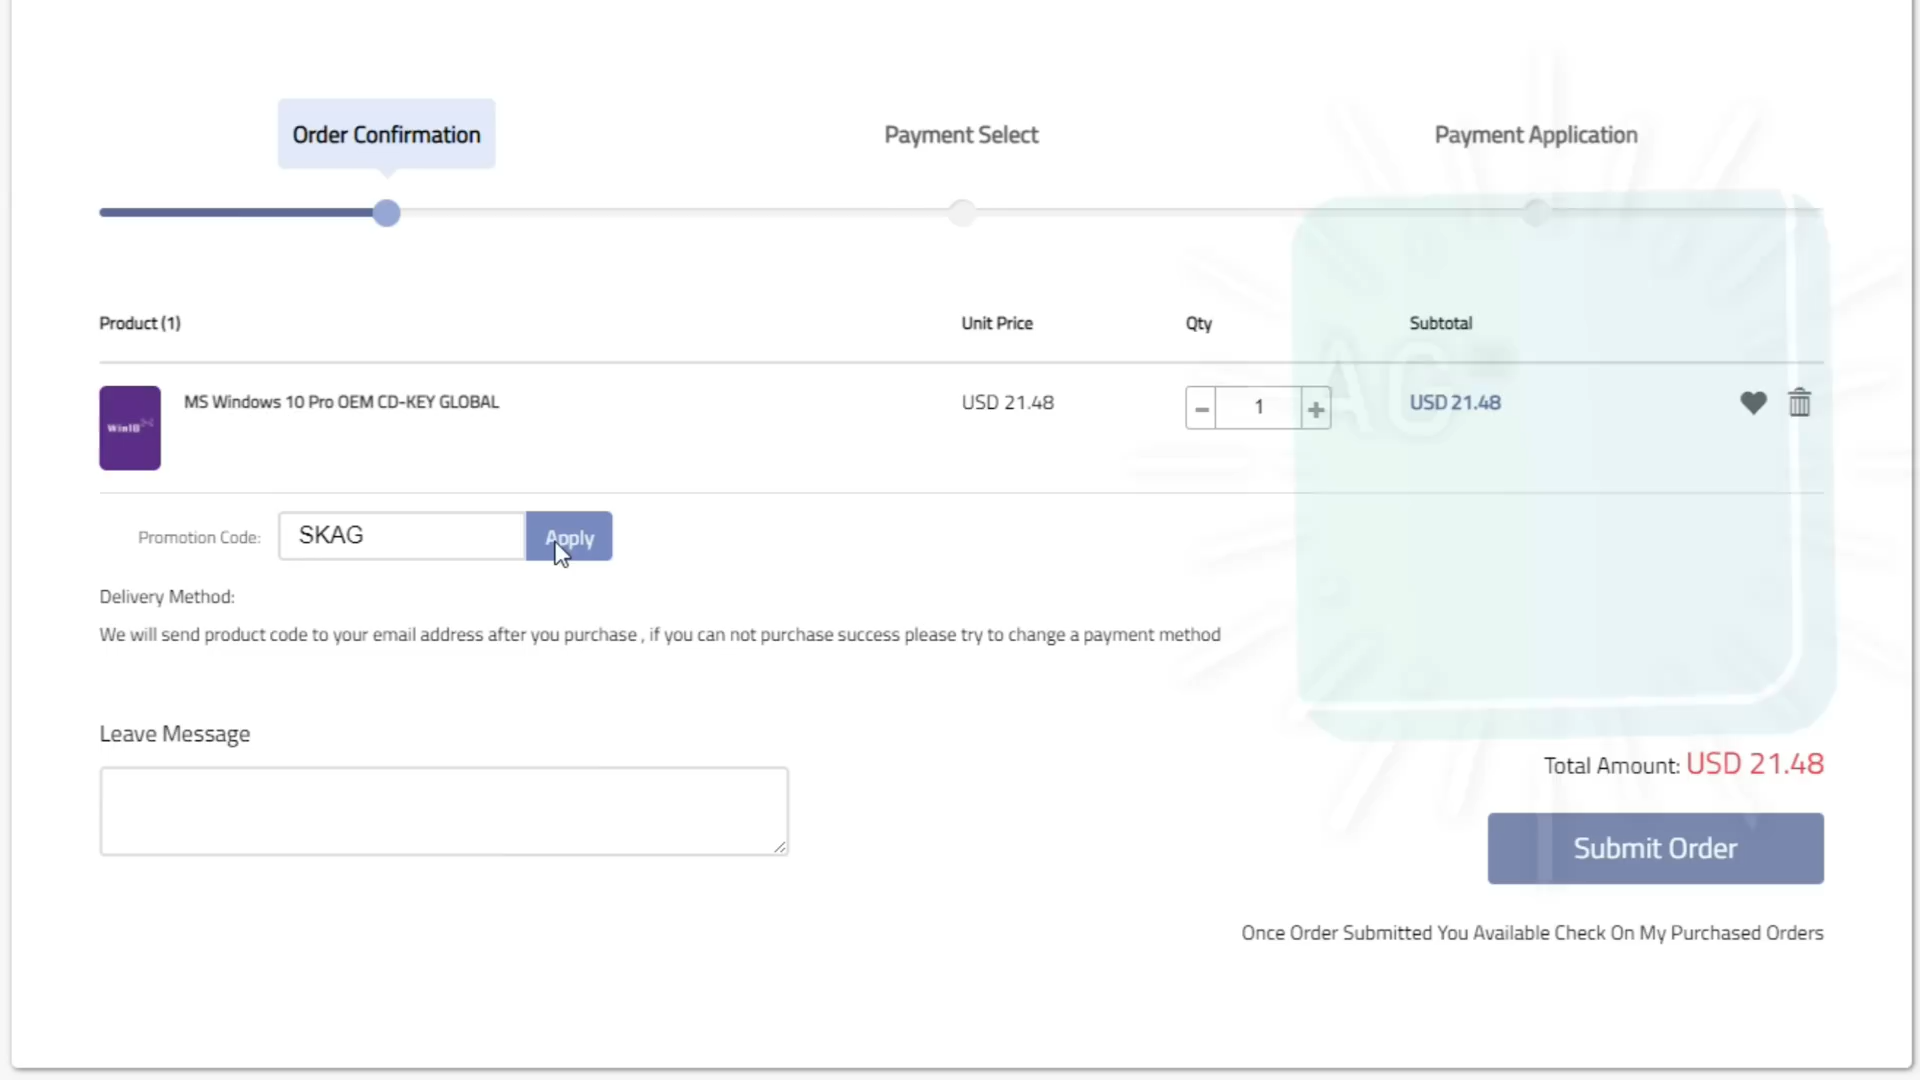 Order Confirmation
Payment Select
Payment Application
Product (1)
Unit Price
Qty
Subtotal
Win10
MS Windows 10 Pro OEM CD-KEY GLOBAL
USD 21.48
1
USD 21.48
AG
Promotion Code:
SKAG
Apply
Delivery Method:
We will send product code to your email address after you purchase , if you can not purchase success please try to change a payment method
Leave Message
Total Amount: USD 21.48
Submit Order
Once Order Submitted You Available Check On My Purchased Orders